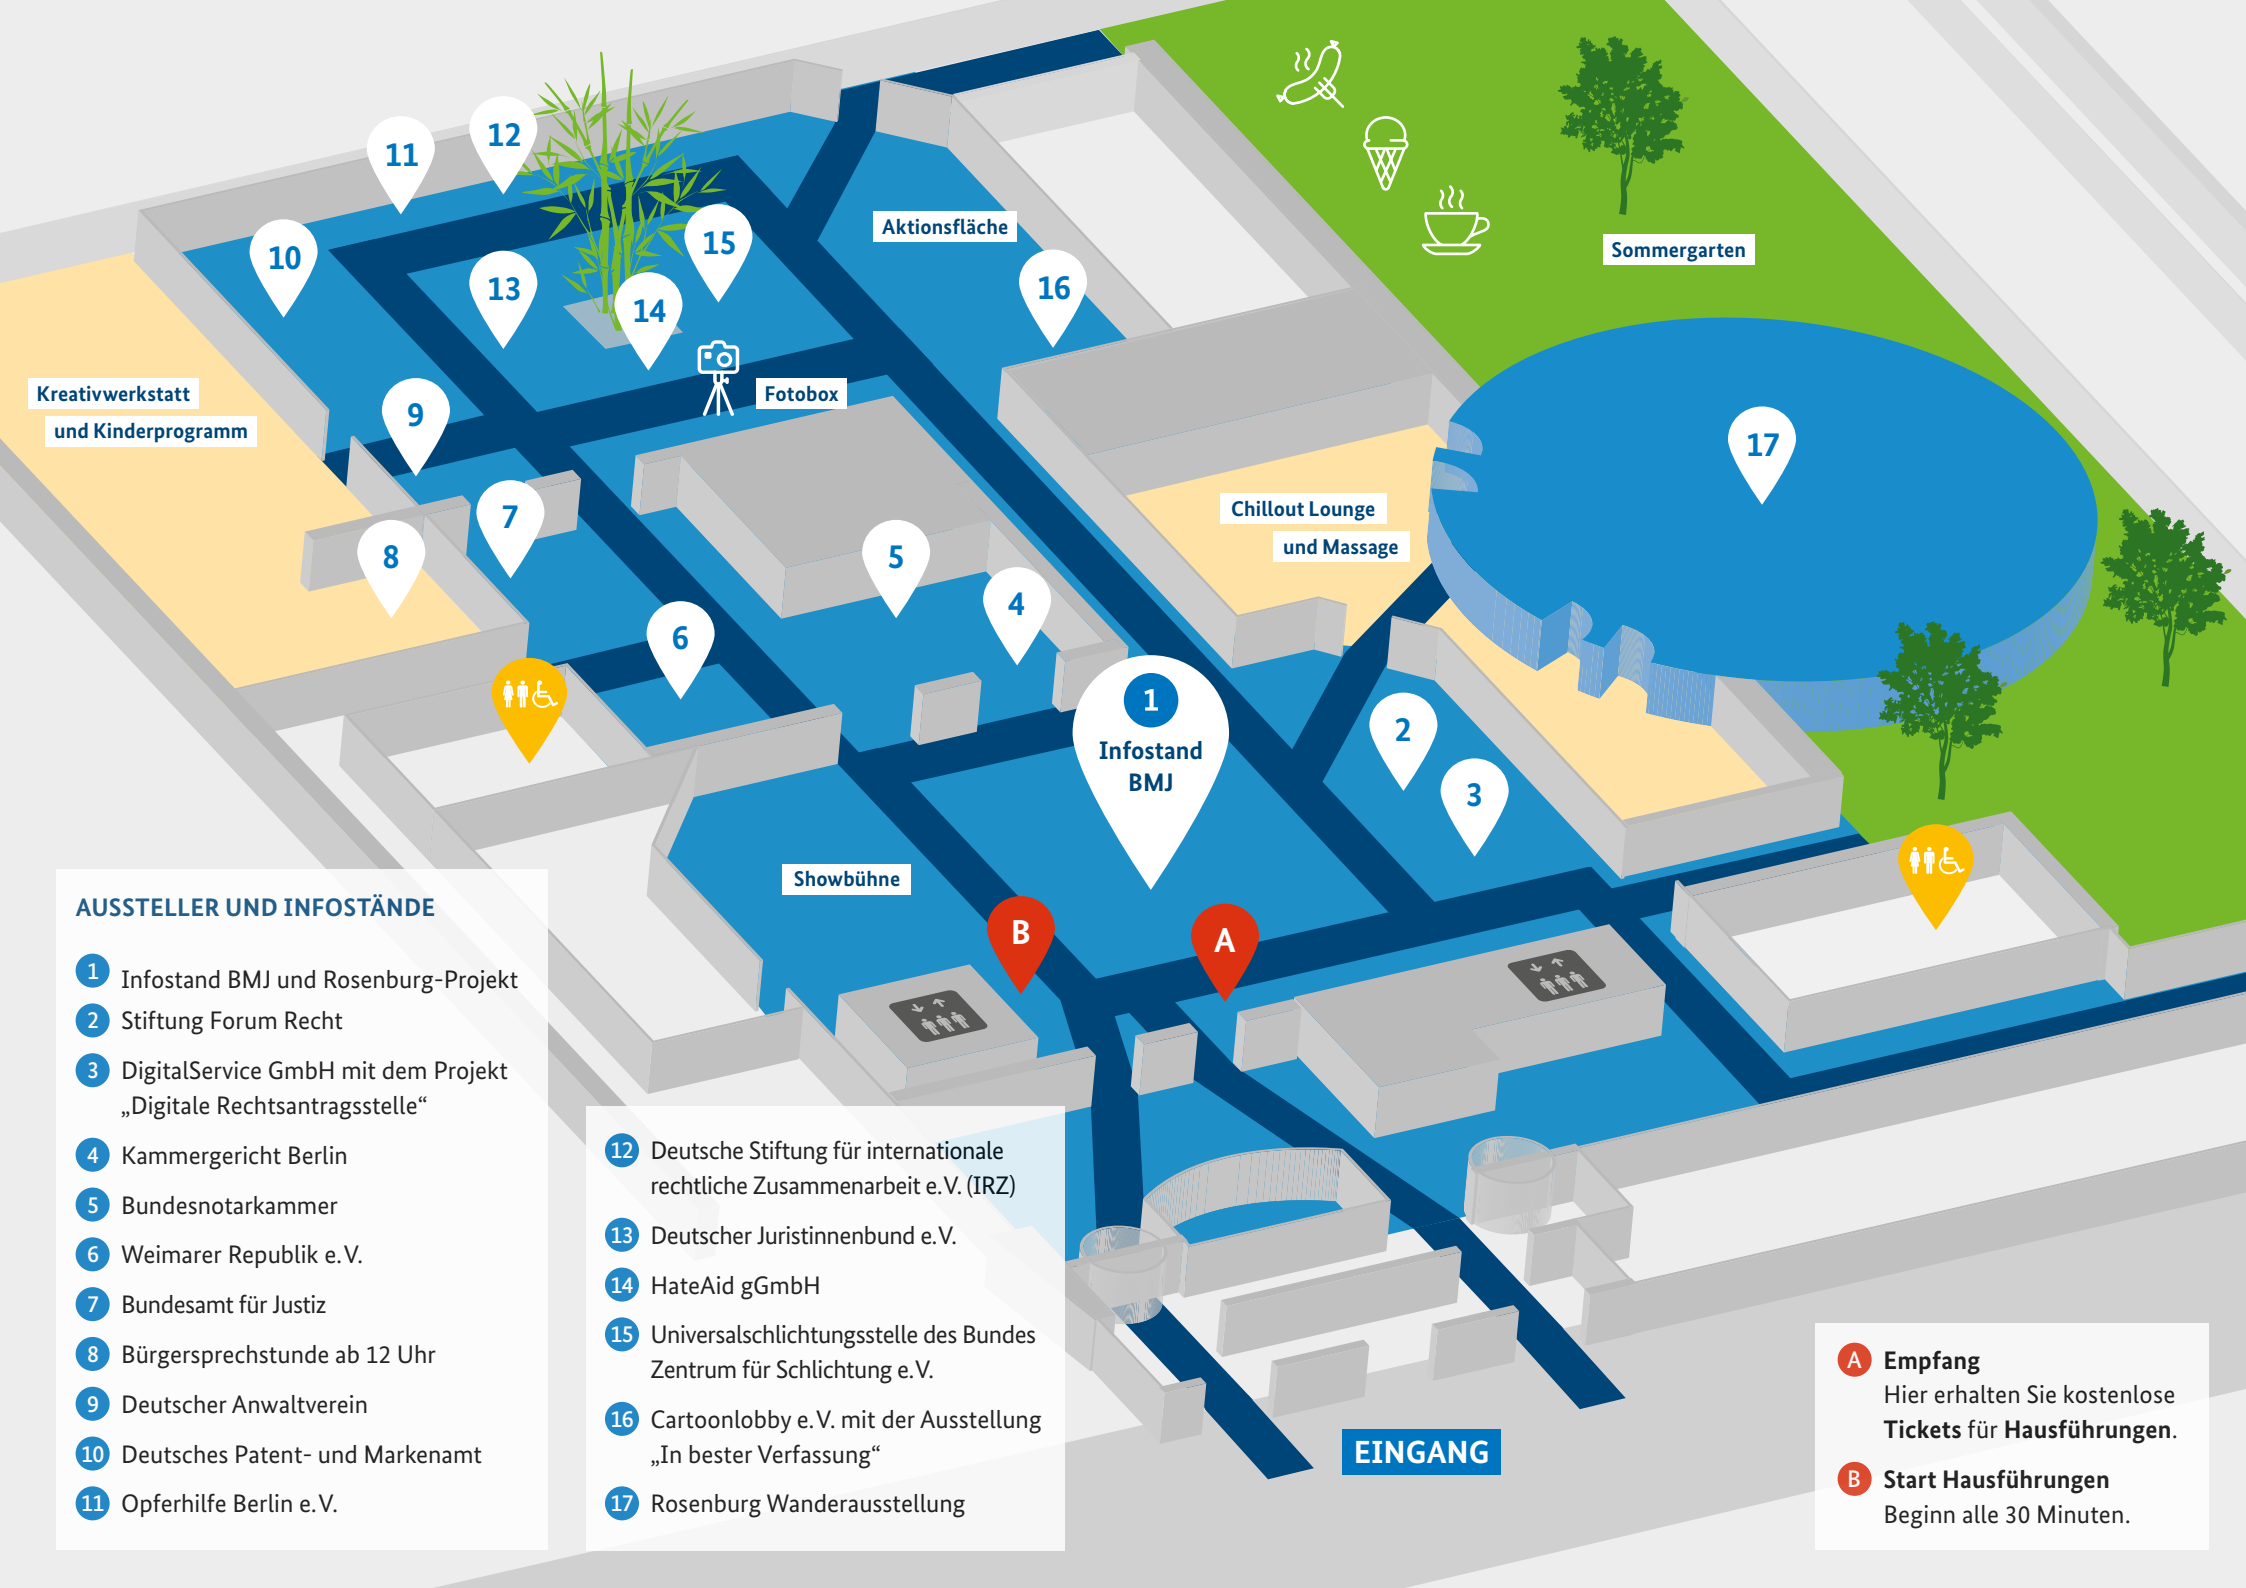 11
12
10
13
14
15
16
Aktionsfläche
Sommergarten
Kreativwerkstatt
und Kinderprogramm
9
Fotobox
17
7
8
5
4
6
Chillout Lounge
und Massage
1
Infostand
BMJ
2
3
Showbühne
B
A
AUSSTELLER UND INFOSTÄNDE
1 Infostand BMJ und Rosenburg-Projekt
2 Stiftung Forum Recht
3 DigitalService GmbH mit dem Projekt
„Digitale Rechtsantragsstelle“
4 Kammergericht Berlin
5 Bundesnotarkammer
6 Weimarer Republik e.V.
7 Bundesamt für Justiz
8 Bürgersprechstunde ab 12 Uhr
9 Deutscher Anwaltverein
10 Deutsches Patent- und Markenamt
11 Opferhilfe Berlin e.V.
12 Deutsche Stiftung für internationale
rechtliche Zusammenarbeit e.V. (IRZ)
13 Deutscher Juristinnenbund e.V.
14 HateAid gGmbH
15 Universalschlichtungsstelle des Bundes
Zentrum für Schlichtung e.V.
16 Cartoonlobby e.V. mit der Ausstellung
„In bester Verfassung“
17 Rosenburg Wanderausstellung
EINGANG
A Empfang
Hier erhalten Sie kostenlose
Tickets für Hausführungen.
B Start Hausführungen
Beginn alle 30 Minuten.